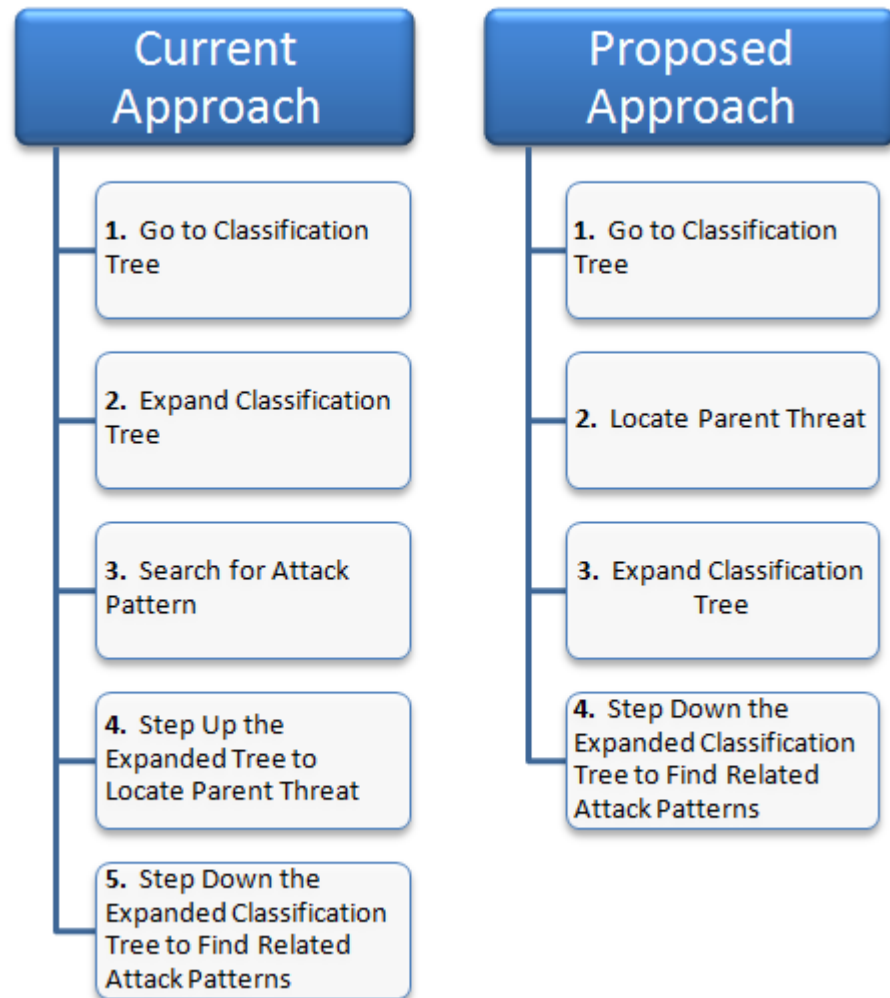 Current
Approach
1. Go to Classification
Tree
2. Expand Classification
Tree
3. Search for Attack
Pattern
4. Step Up the
Expanded Tree to
Locate Parent Threat
5. Step Down the
Expanded Classification
Tree to Find Related
Attack Patterns
Proposed
Approach
1. Go to Classification
Tree
2. Locate Parent Threat
3. Expand Classification
Tree
4. Step Down the
Expanded Classification
Tree to Find Related
Attack Patterns